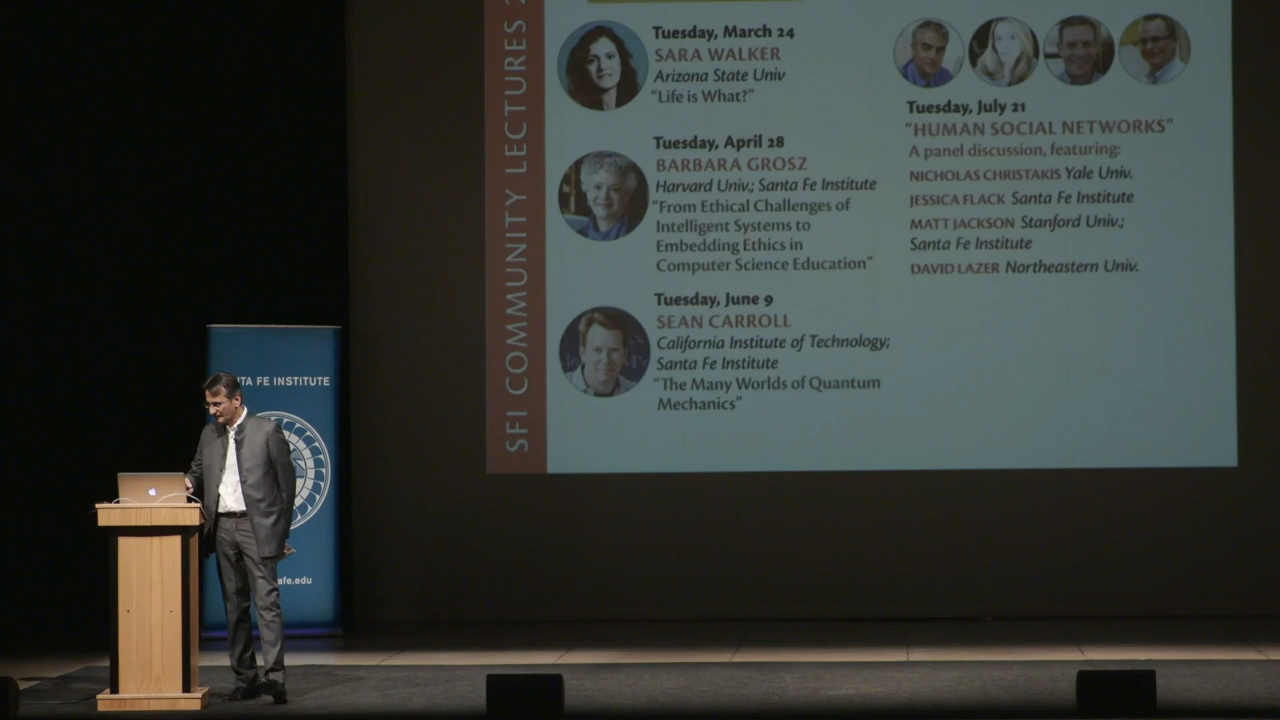 SFI COMMUNITY LECTURES 2
Tuesday, March 24
SARA WALKER
Arizona State Univ
"Life is What?"
Tuesday, April 28
BARBARA GROSZ
Harvard Univ.; Santa Fe Institute
"From Ethical Challenges of
Intelligent Systems to
Embedding Ethics in
Computer Science Education"
Tuesday, June 9
SEAN CARROLL
California Institute of Technology;
Santa Fe Institute
"The Many Worlds of Quantum
Mechanics"
Tuesday, July 21
"HUMAN SOCIAL NETWORKS"
A panel discussion, featuring:
NICHOLAS CHRISTAKIS Yale Univ.
JESSICA FLACK Santa Fe Institute
MATT JACKSON Stanford Univ.;
Santa Fe Institute
DAVID LAZER Northeastern Univ.
TA FE INSTITUTE
afe.edu